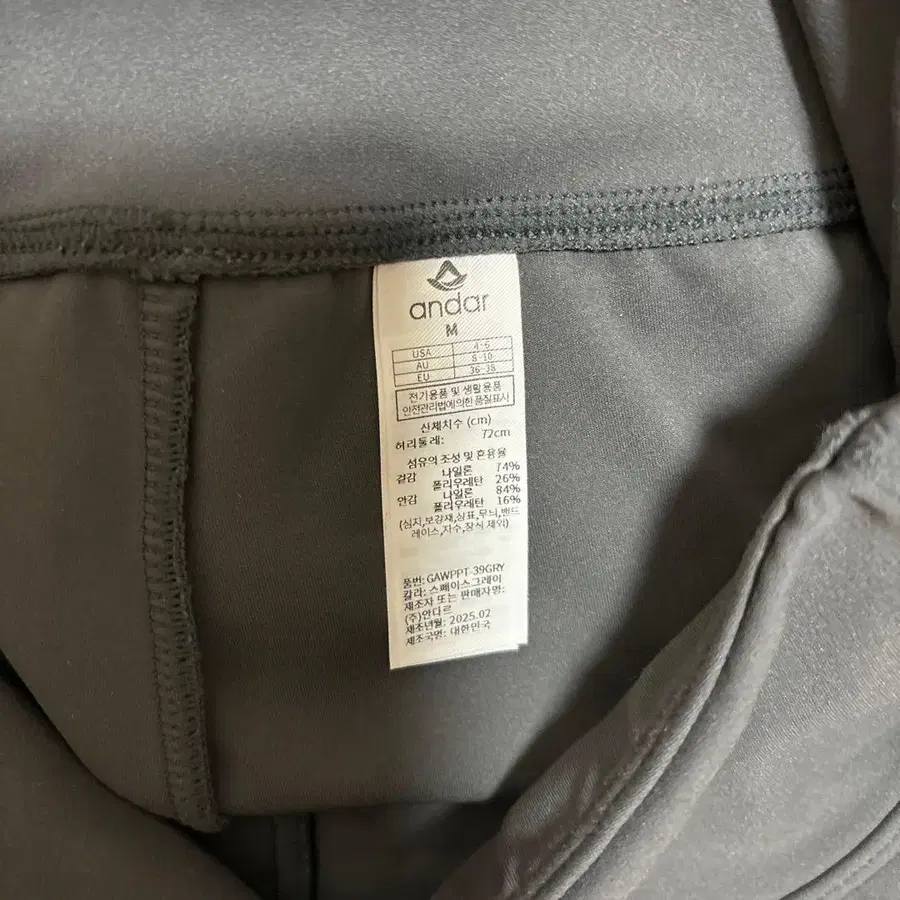 andar
M
USA 4-6
AU 8-10
EU 36-38
전기용품 및 생활용품
안전관리법에의한 품질표시
신체치수 (cm)
허리둘레: 72cm
섬유의 조성 및 혼용율
겉감 나일론 74%
폴리우레탄 26%
안감 나일론 84%
폴리우레탄 16%
(심지,보강재,상표,무늬,밴드
레이스,자수,장식 제외)
품번: GAWPPT-39GRY
칼라: 스페이스그레이
제조자 또는 판매자명:
(주)안다르
제조년월: 2025.02
제조국명: 대한민국